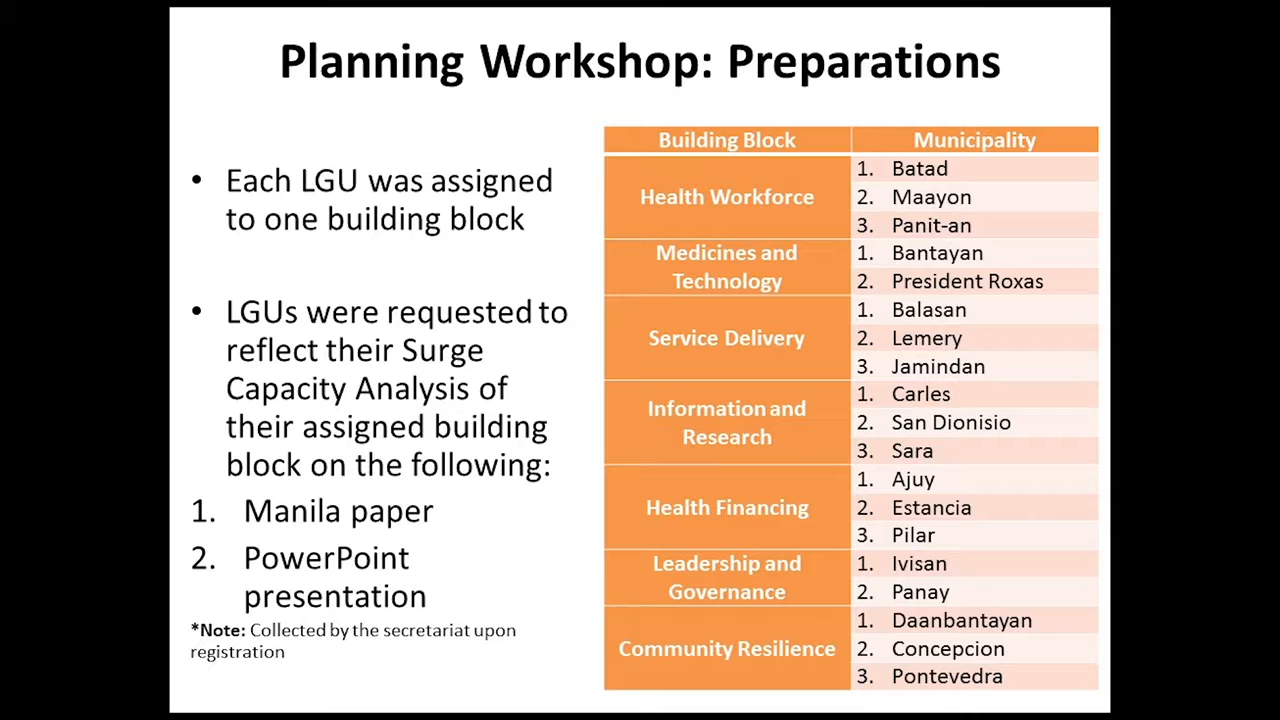 Planning Workshop: Preparations
• Each LGU was assigned
to one building block
• LGUs were requested to
reflect their Surge
Capacity Analysis of
their assigned building
block on the following:
1. Manila paper
2. PowerPoint
presentation
*Note: Collected by the secretariat upon
registration
Building Block Municipality
Health Workforce
1. Batad
2. Maayon
3. Panit-an
Medicines and
Technology
1. Bantayan
2. President Roxas
Service Delivery
1. Balasan
2. Lemery
3. Jamindan
Information and
Research
1. Carles
2. San Dionisio
3. Sara
Health Financing
1. Ajuy
2. Estancia
3. Pilar
Leadership and
Governance
1. Ivisan
2. Panay
Community Resilience
1. Daanbantayan
2. Concepcion
3. Pontevedra